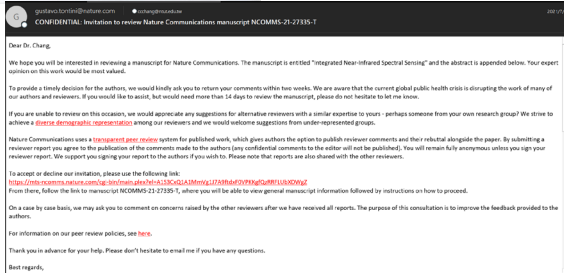 G gustavo.tontini@nature.com
CONFIDENTIAL: Invitation to review Nature Communications manuscript NCOMMS-21-27335-T
Dear Dr. Chang,
We hope you will be interested in reviewing a manuscript for Nature Communications. The manuscript is entitled "Integrated Near-Infrared Spectral Sensing" and the abstract is appended below. Your expert
opinion on this work would be most valued.
To provide a timely decision for the authors, we would kindly ask you to return your comments within two weeks. We are aware that the current global public health crisis is disrupting the work of many of
our authors and reviewers. If you would like to assist, but would need more than 14 days to review the manuscript, please do not hesitate to let me know.
If you are unable to review on this occasion, we would appreciate any suggestions for alternative reviewers with a similar expertise to yours - perhaps someone from your own research group? We strive to
achieve a diverse demographic representation among our reviewers and we would welcome suggestions from under-represented groups.
Nature Communications uses a transparent peer review system for published work, which gives authors the option to publish reviewer comments and their rebuttal alongside the paper. By submitting a
reviewer report you agree to the publication of the comments made to the authors (any confidential comments to the editor will not be published). You will remain fully anonymous unless you sign your
reviewer report. We support you signing your report to the authors if you wish to. Please note that reports are also shared with the other reviewers.
To accept or decline our invitation, please use the following link:
From there, follow the link to manuscript NCOMMS-21-27335-T, where you will be able to view general manuscript information followed by instructions on how to proceed.
On a case by case basis, we may ask you to comment on concerns raised by the other reviewers after we have received all reports. The purpose of this consultation is to improve the feedback provided to the
authors.
For information on our peer review policies, see here.
Thank you in advance for your help. Please don't hesitate to email me if you have any questions.
Best regards,